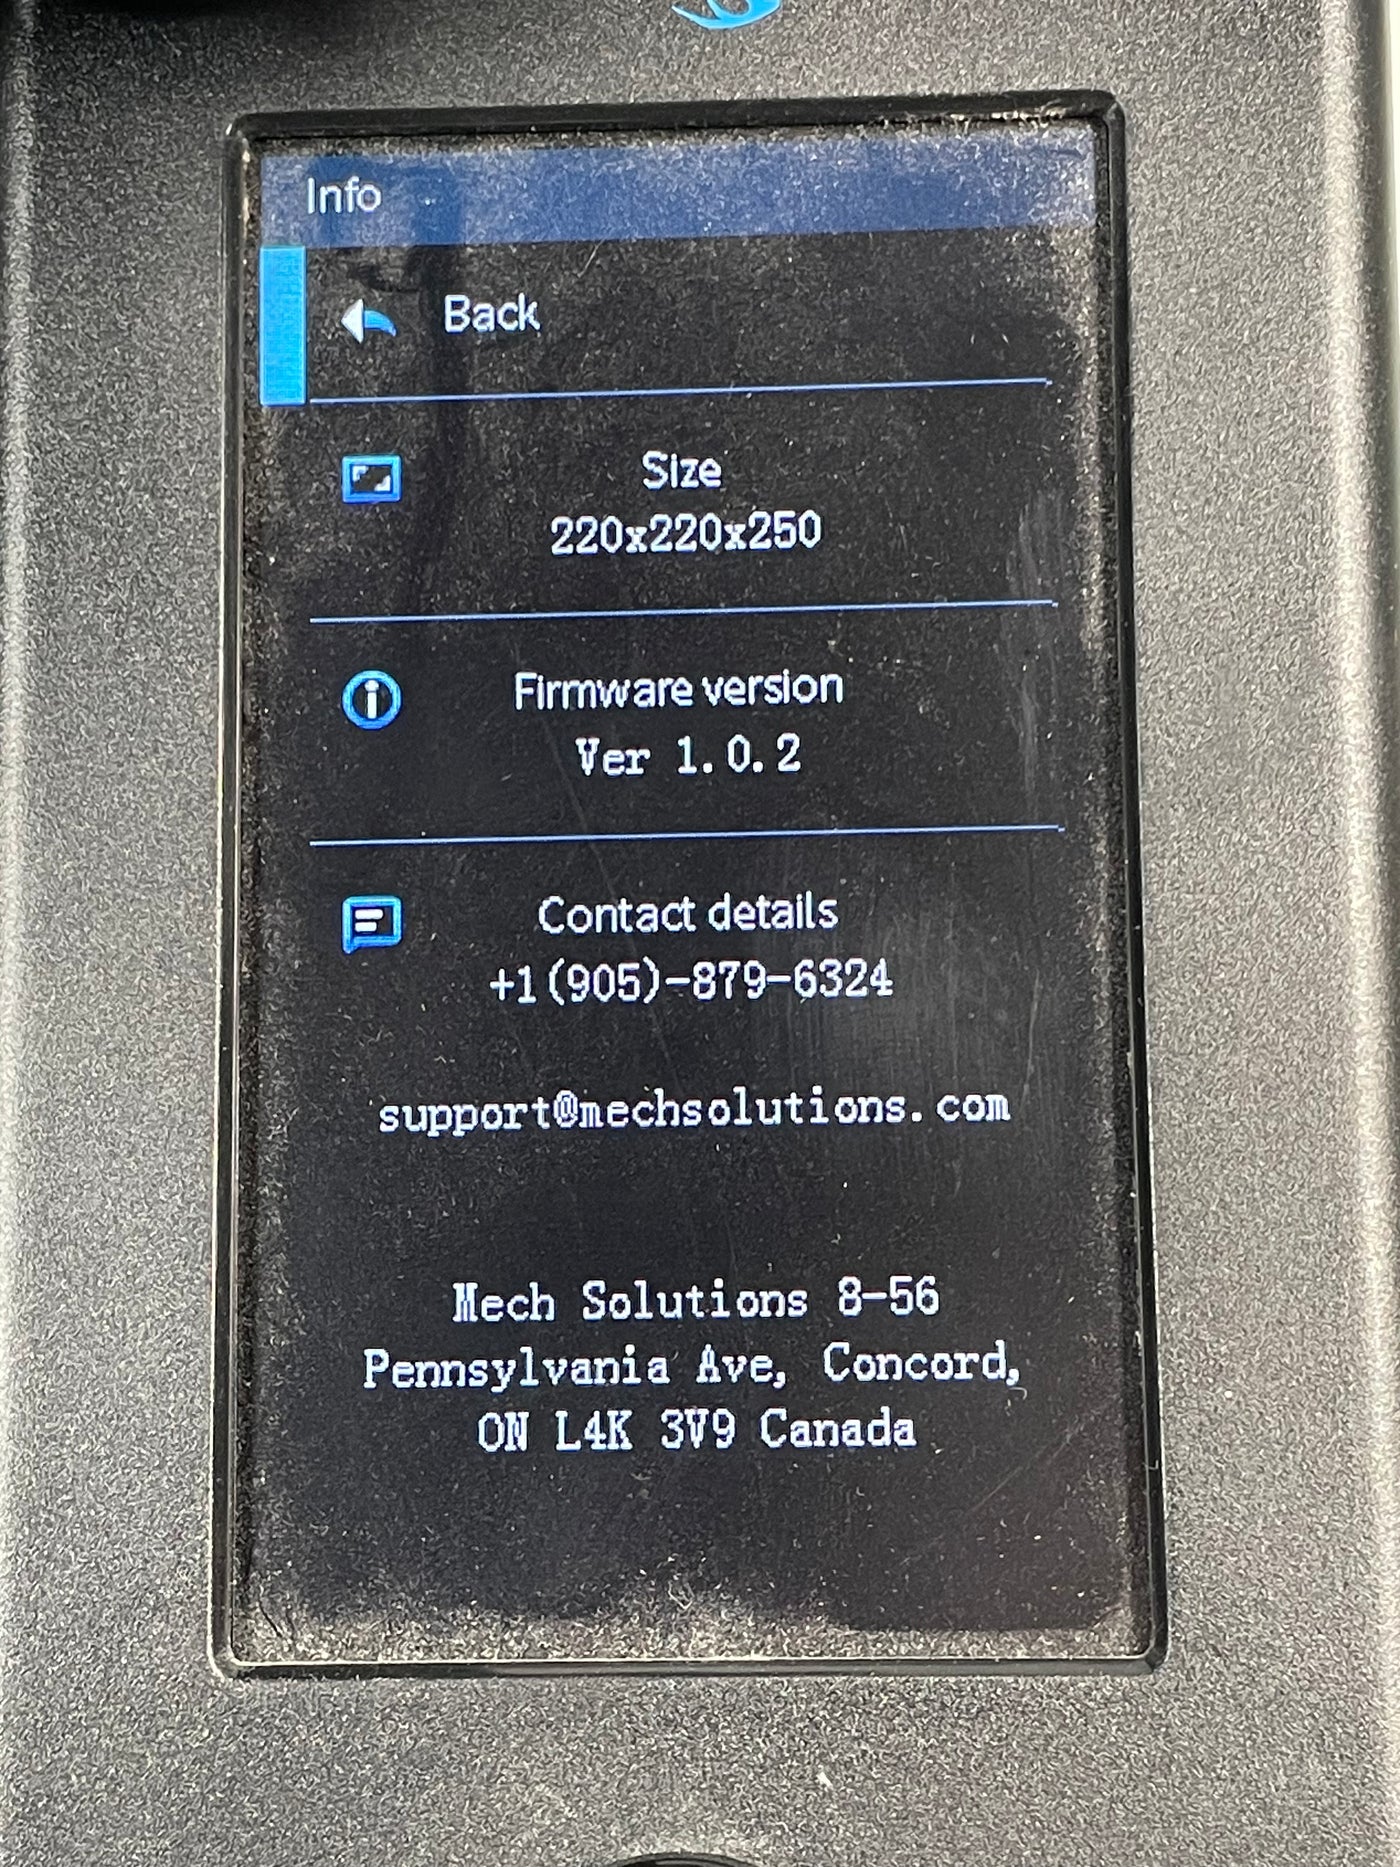 Info
Back
Size
220x220x250
Firmware version
Ver 1.0.2
Contact details
+1(905)-879-6324
support@mechsolutions.com
Mech Solutions 8-56
Pennsylvania Ave, Concord,
ON L4K 3V9 Canada